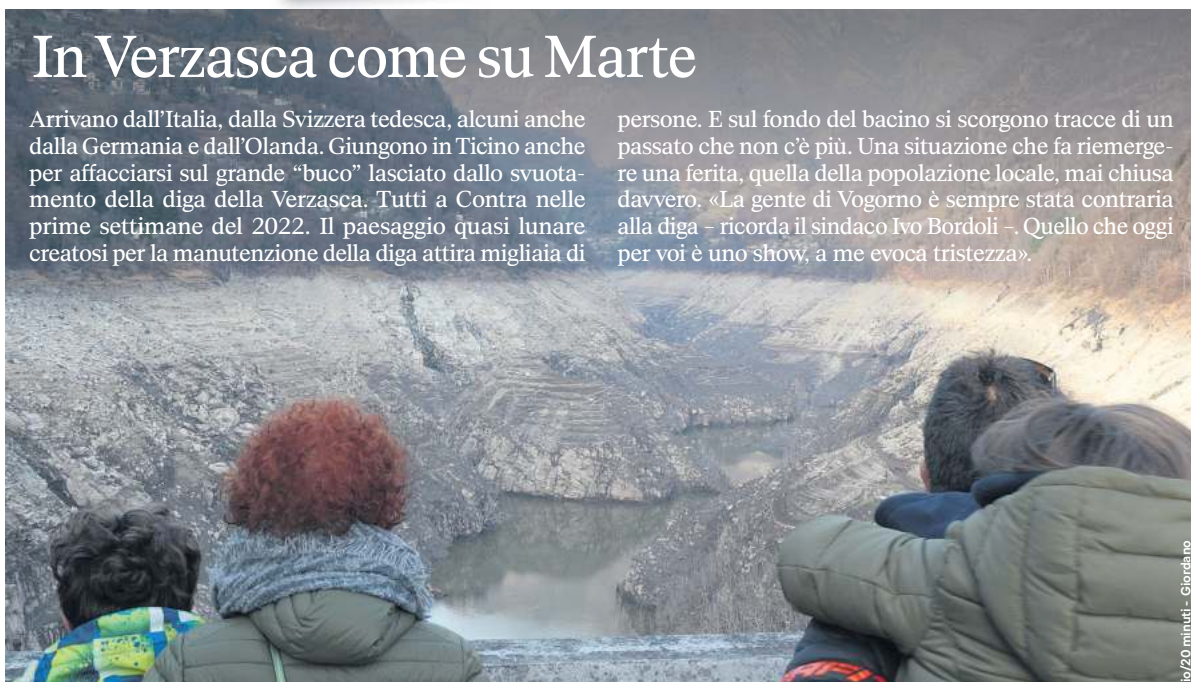 In Verzasca come su Marte
Arrivano dall'Italia, dalla Svizzera tedesca, alcuni anche
dalla Germania e dall'Olanda. Giungono in Ticino anche
per affacciarsi sul grande “buco” lasciato dallo svuota-
mento della diga della Verzasca. Tutti a Contra nelle
prime settimane del 2022. Il paesaggio quasi lunare
creatosi per la manutenzione della diga attira migliaia di
persone. E sul fondo del bacino si scorgono tracce di un
passato che non c'è più. Una situazione che fa riemerge-
re una ferita, quella della popolazione locale, mai chiusa
davvero. «La gente di Vogorno è sempre stata contraria
alla diga – ricorda il sindaco Ivo Bordoli –. Quello che oggi
per voi è uno show, a me evoca tristezza».
io/20 minuti - Giordano